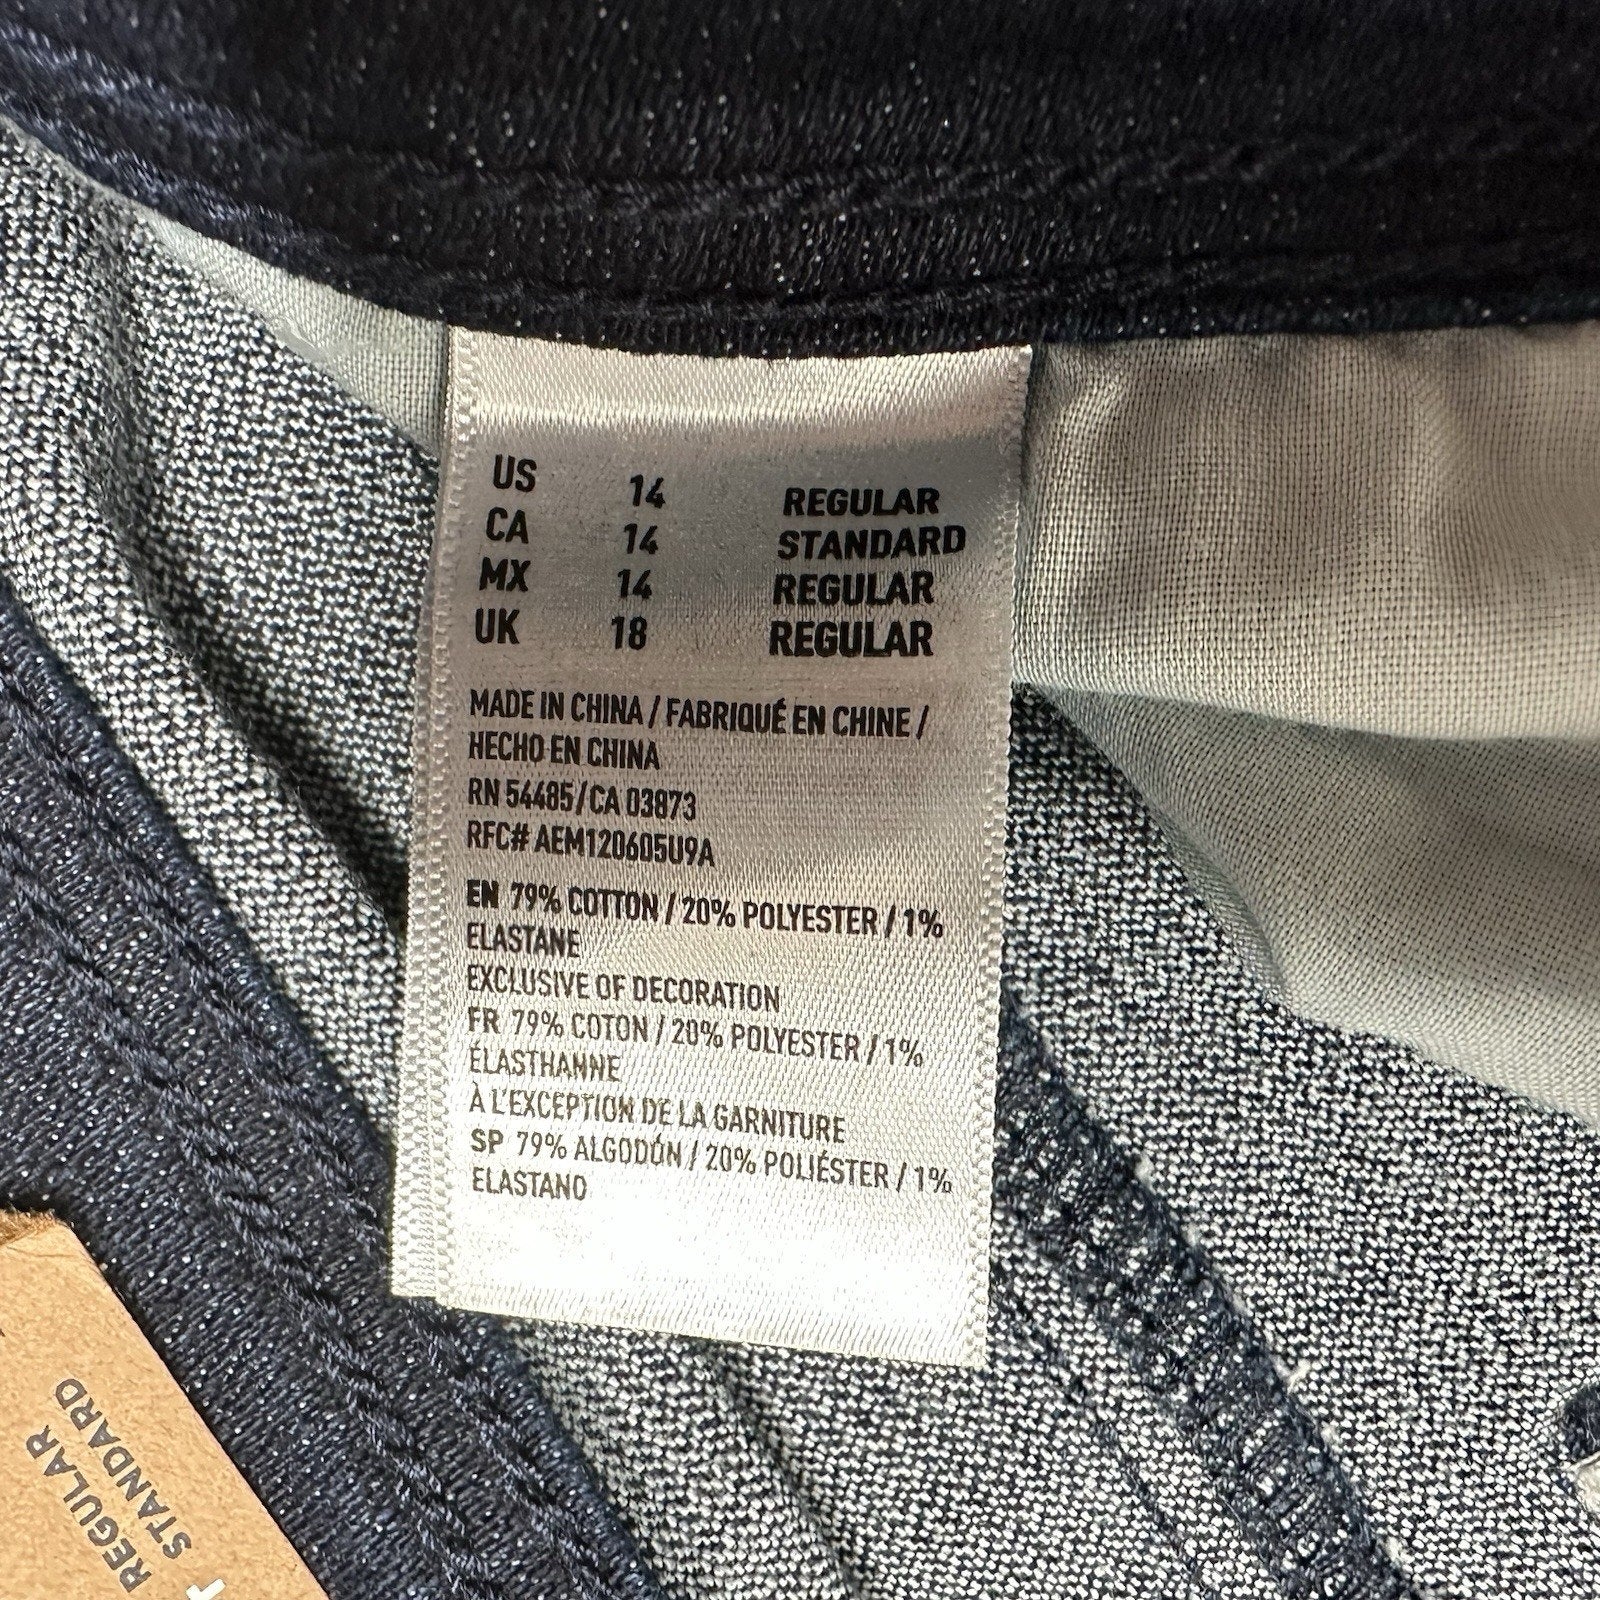 US 14 REGULAR
CA 14 STANDARD
MX 14 REGULAR
UK 18 REGULAR
MADE IN CHINA / FABRIQUÉ EN CHINE /
HECHO EN CHINA
RN 54485/CA 03873
RFC# AEM120605U9A
EN 79% COTTON / 20% POLYESTER / 1%
ELASTANE
EXCLUSIVE OF DECORATION
FR 79% COTON / 20% POLYESTER / 1%
ÉLASTHANNE
À L'EXCEPTION DE LA GARNITURE
SP 79% ALGODÓN / 20% POLIÉSTER / 1%
ELASTANO
REGULAR
STANDARD